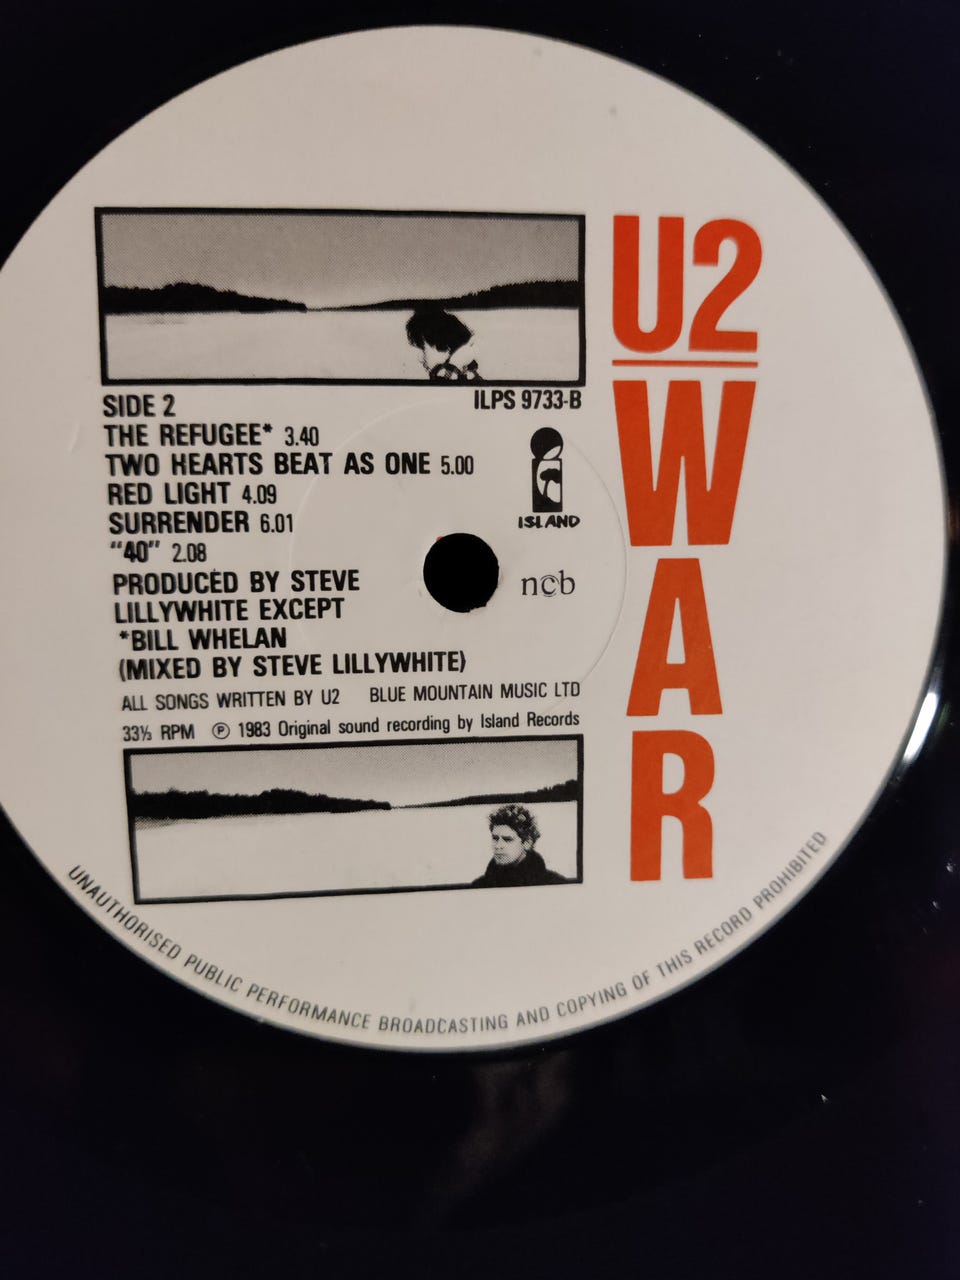 U2
WAR
SIDE 2
ILPS 9733-B
THE REFUGEE* 3.40
TWO HEARTS BEAT AS ONE 5.00
RED LIGHT 4.09
SURRENDER 6.01
"40" 2.08
PRODUCED BY STEVE
LILLYWHITE EXCEPT
*BILL WHELAN
(MIXED BY STEVE LILLYWHITE)
ISLAND
ncb
ALL SONGS WRITTEN BY U2 BLUE MOUNTAIN MUSIC LTD
33⅓ RPM ℗ 1983 Original sound recording by Island Records
UNAUTHORISED PUBLIC PERFORMANCE BROADCASTING AND COPYING OF THIS RECORD PROHIBITED